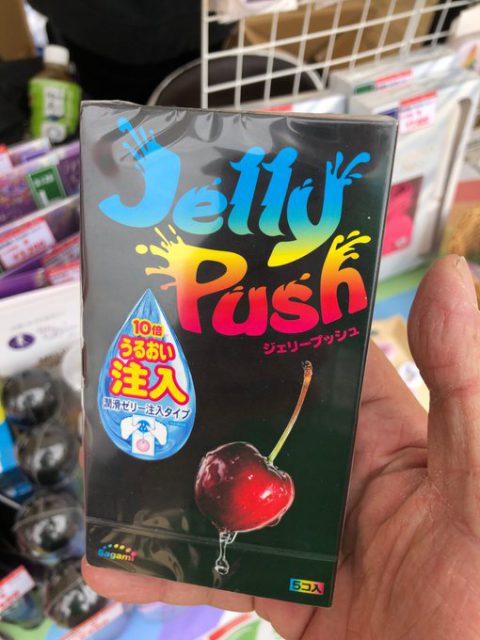 Jelly
Push
ジェリープッシュ
10倍
うるおい
注入
潤滑ゼリー注入タイプ
Sagami
5コ入